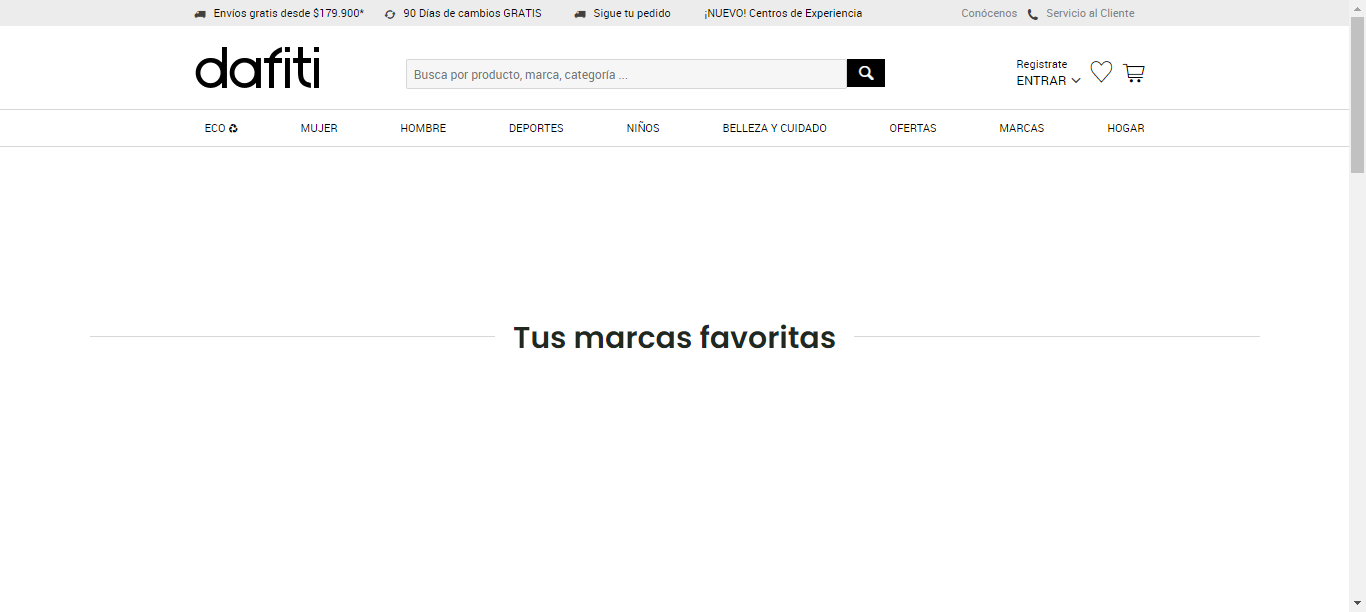 Envíos gratis desde $179.900*
90 Días de cambios GRATIS
Sigue tu pedido
¡NUEVO! Centros de Experiencia
Conócenos
Servicio al Cliente
dafiti
Busca por producto, marca, categoría ...
Registrate
ENTRAR
ECO ♻
MUJER
HOMBRE
DEPORTES
NIÑOS
BELLEZA Y CUIDADO
OFERTAS
MARCAS
HOGAR
Tus marcas favoritas